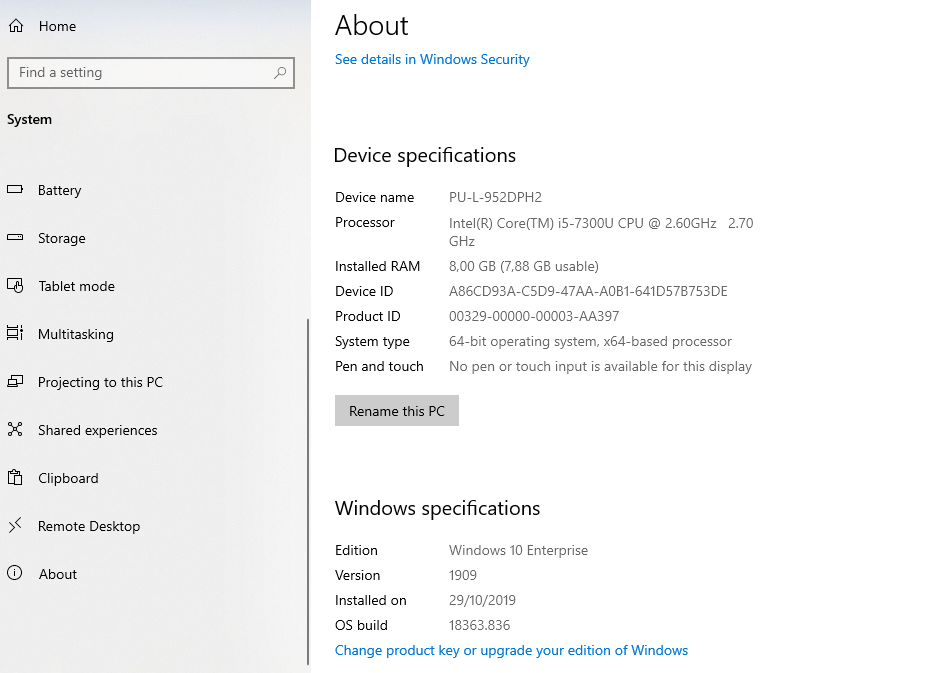 Home
Find a setting
System
Battery
Storage
Tablet mode
Multitasking
Projecting to this PC
Shared experiences
Clipboard
Remote Desktop
About
About
See details in Windows Security
Device specifications
Device name PU-L-952DPH2
Processor Intel(R) Core(TM) i5-7300U CPU @ 2.60GHz 2.70
GHz
Installed RAM 8,00 GB (7,88 GB usable)
Device ID A86CD93A-C5D9-47AA-A0B1-641D57B753DE
Product ID 00329-00000-00003-AA397
System type 64-bit operating system, x64-based processor
Pen and touch No pen or touch input is available for this display
Rename this PC
Windows specifications
Edition Windows 10 Enterprise
Version 1909
Installed on 29/10/2019
OS build 18363.836
Change product key or upgrade your edition of Windows